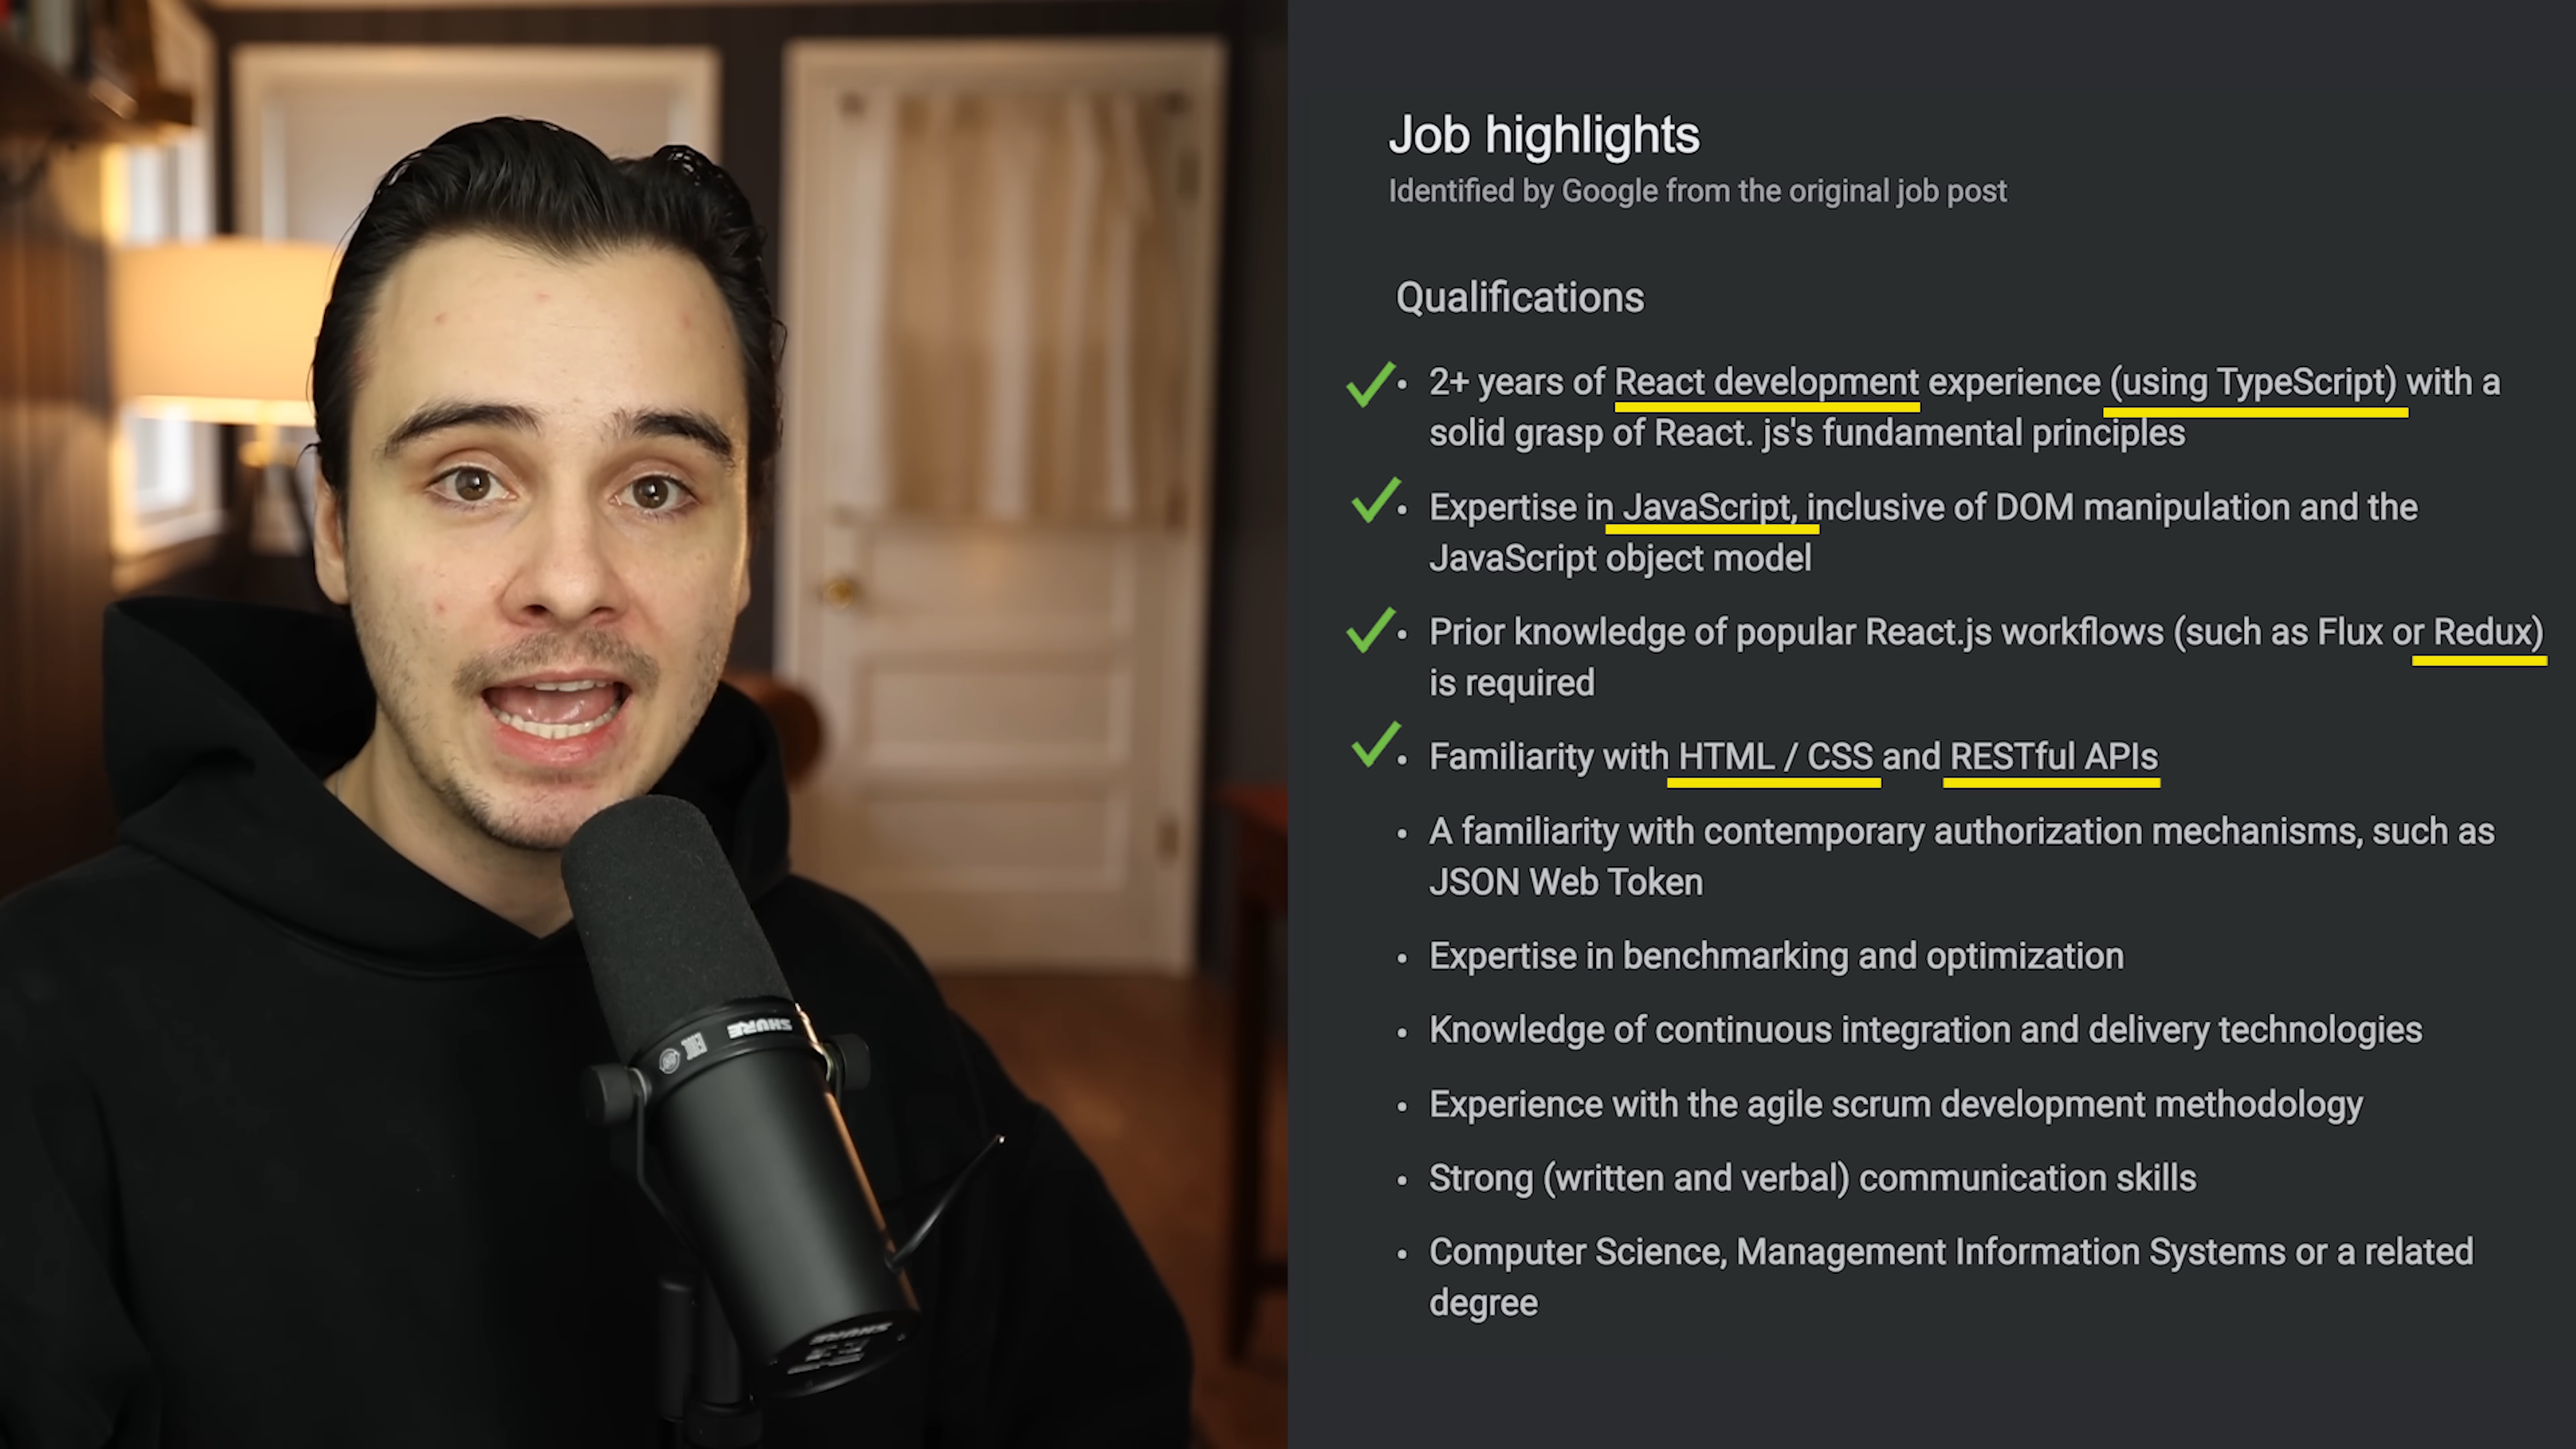 Job highlights
Identified by Google from the original job post
Qualifications
• 2+ years of React development experience (using TypeScript) with a
solid grasp of React. js's fundamental principles
• Expertise in JavaScript, inclusive of DOM manipulation and the
JavaScript object model
• Prior knowledge of popular React.js workflows (such as Flux or Redux)
is required
• Familiarity with HTML / CSS and RESTful APIs
• A familiarity with contemporary authorization mechanisms, such as
JSON Web Token
• Expertise in benchmarking and optimization
• Knowledge of continuous integration and delivery technologies
• Experience with the agile scrum development methodology
• Strong (written and verbal) communication skills
• Computer Science, Management Information Systems or a related
degree
SHURE
SHURE